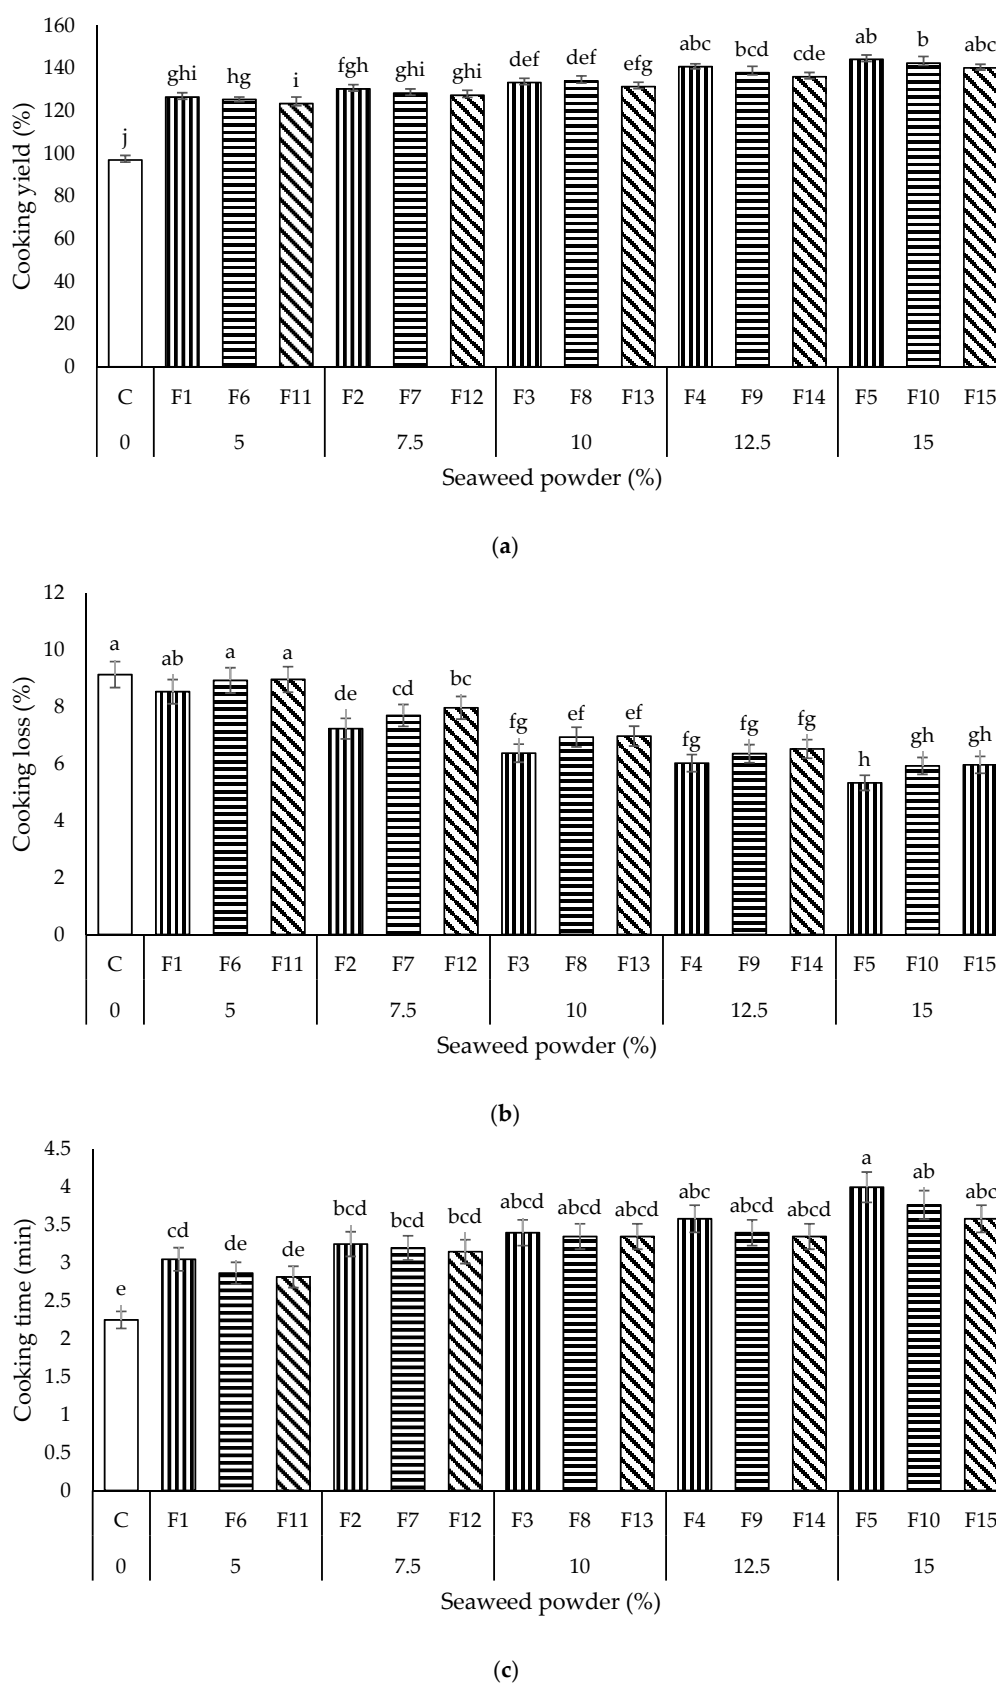 160
140
120
100
80
60
40
20
0
Cooking yield (%)
j
ghi
hg
i
fgh
ghi
ghi
def
def
efg
abc
bcd
cde
ab
b
abc
C F1 F6 F11 F2 F7 F12 F3 F8 F13 F4 F9 F14 F5 F10 F15
0 5 7.5 10 12.5 15
Seaweed powder (%)
(a)
12
10
8
6
4
2
0
Cooking loss (%)
a
ab
a
a
de
cd
bc
fg
ef
ef
fg
fg
fg
h
gh
gh
C F1 F6 F11 F2 F7 F12 F3 F8 F13 F4 F9 F14 F5 F10 F15
0 5 7.5 10 12.5 15
Seaweed powder (%)
(b)
4.5
4
3.5
3
2.5
2
1.5
1
0.5
0
Cooking time (min)
e
cd
de
de
bcd
bcd
bcd
abcd
abcd
abcd
abc
abcd
abcd
a
ab
abc
C F1 F6 F11 F2 F7 F12 F3 F8 F13 F4 F9 F14 F5 F10 F15
0 5 7.5 10 12.5 15
Seaweed powder (%)
(c)